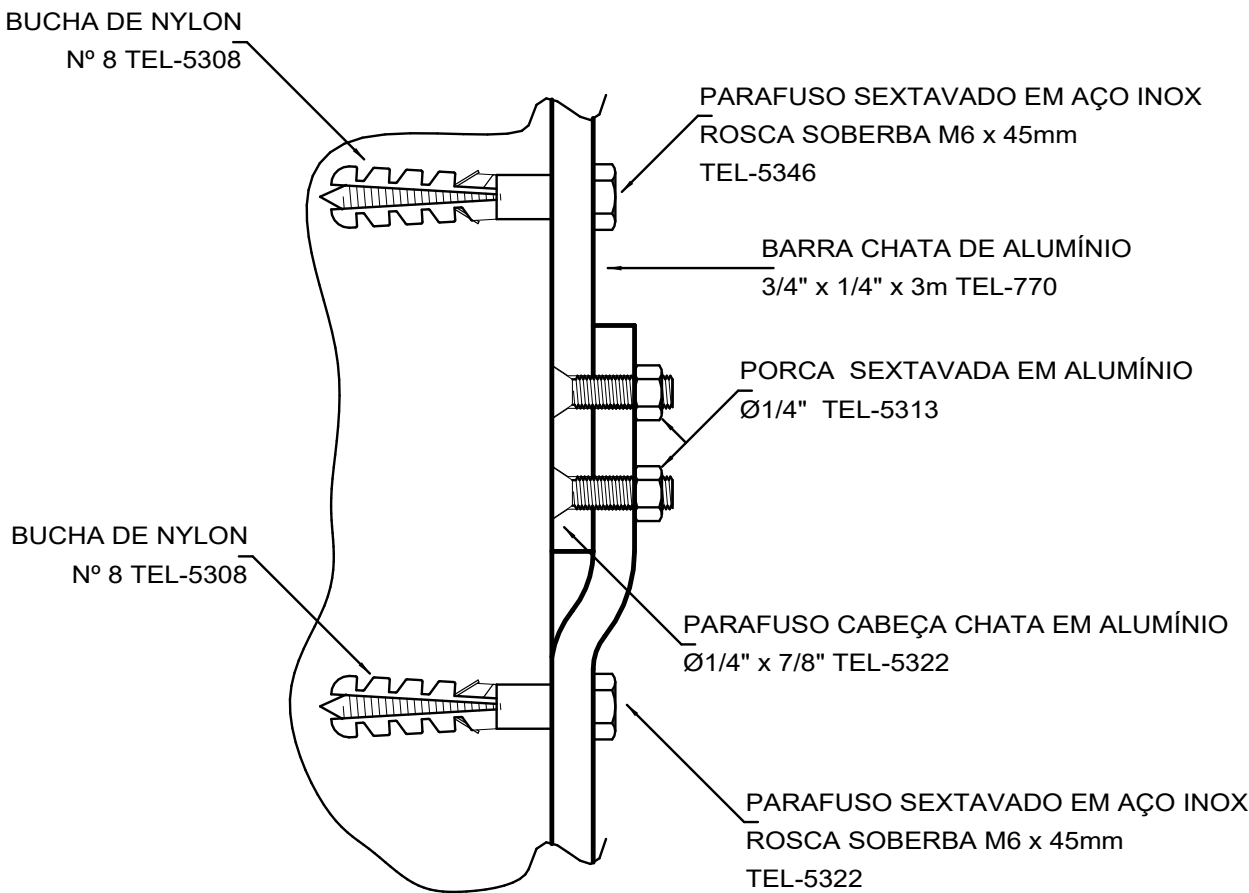 BUCHA DE NYLON
Nº 8 TEL-5308
PARAFUSO SEXTAVADO EM AÇO INOX
ROSCA SOBERBA M6 x 45mm
TEL-5346
BARRA CHATA DE ALUMÍNIO
3/4" x 1/4" x 3m TEL-770
PORCA SEXTAVADA EM ALUMÍNIO
Ø1/4" TEL-5313
BUCHA DE NYLON
Nº 8 TEL-5308
PARAFUSO CABEÇA CHATA EM ALUMÍNIO
Ø1/4" x 7/8" TEL-5322
PARAFUSO SEXTAVADO EM AÇO INOX
ROSCA SOBERBA M6 x 45mm
TEL-5322